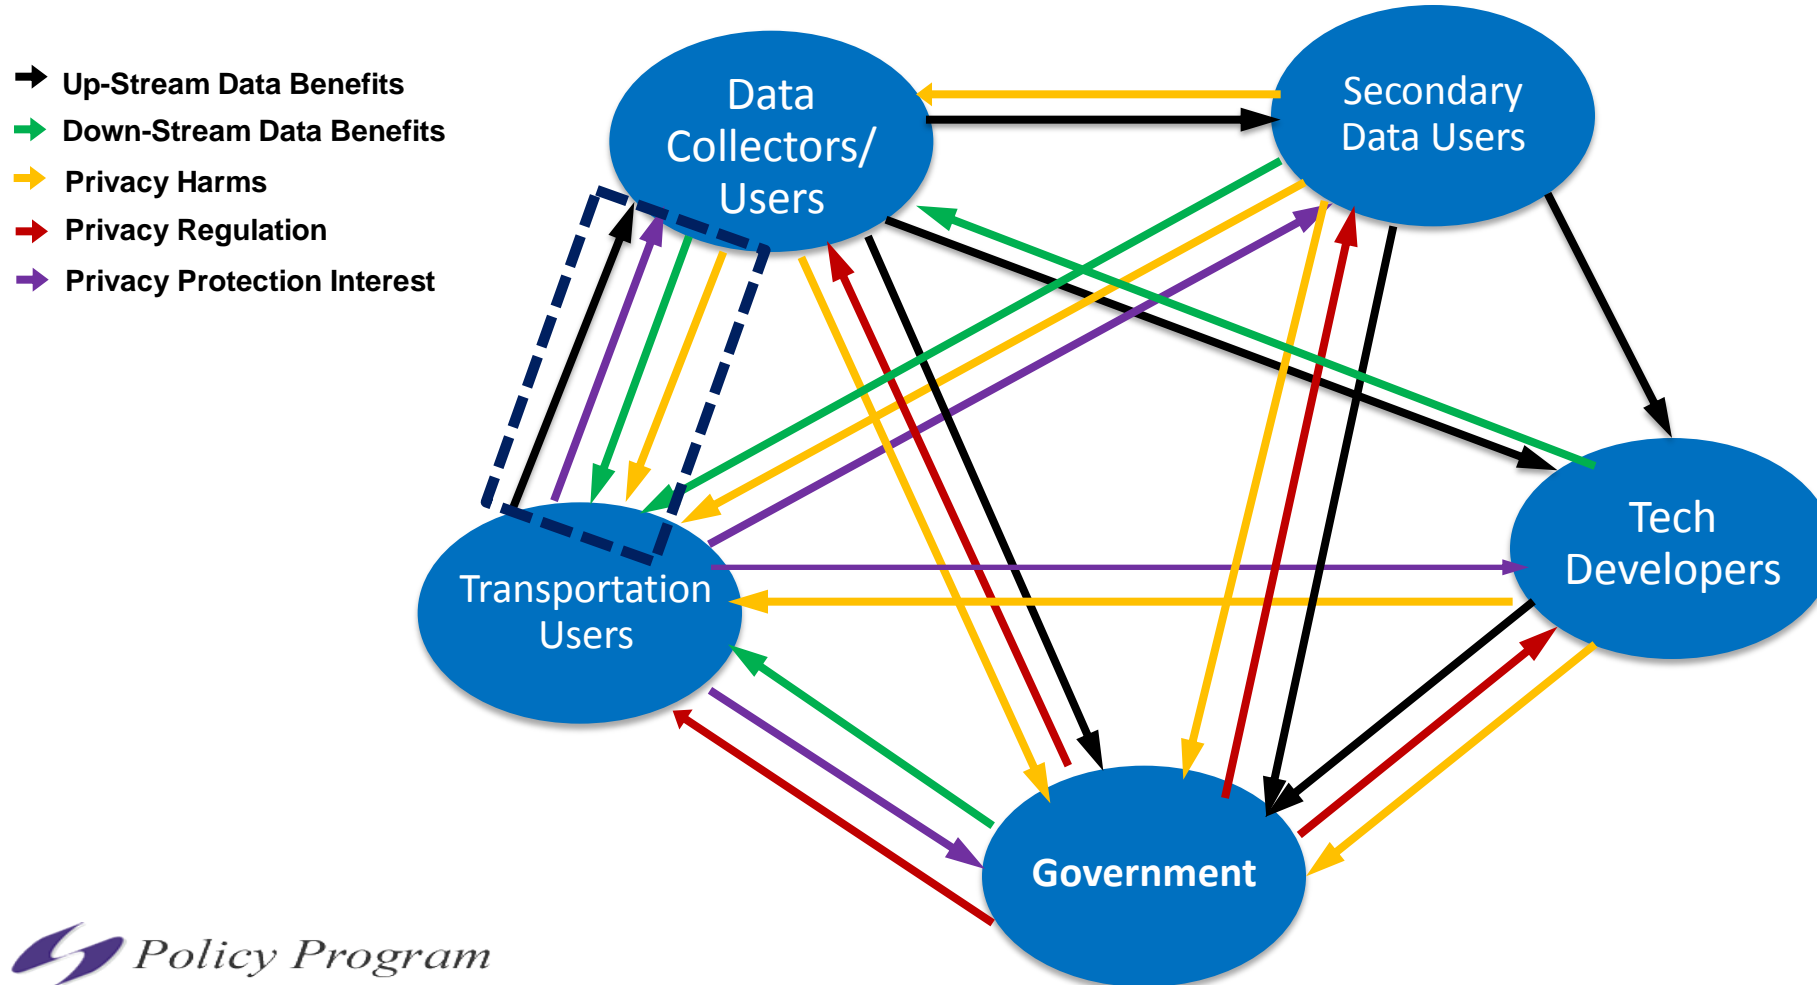 Up-Stream Data Benefits
Down-Stream Data Benefits
Privacy Harms
Privacy Regulation
Privacy Protection Interest
Data
Collectors/
Users
Secondary
Data Users
Tech
Developers
Transportation
Users
Government
Policy Program